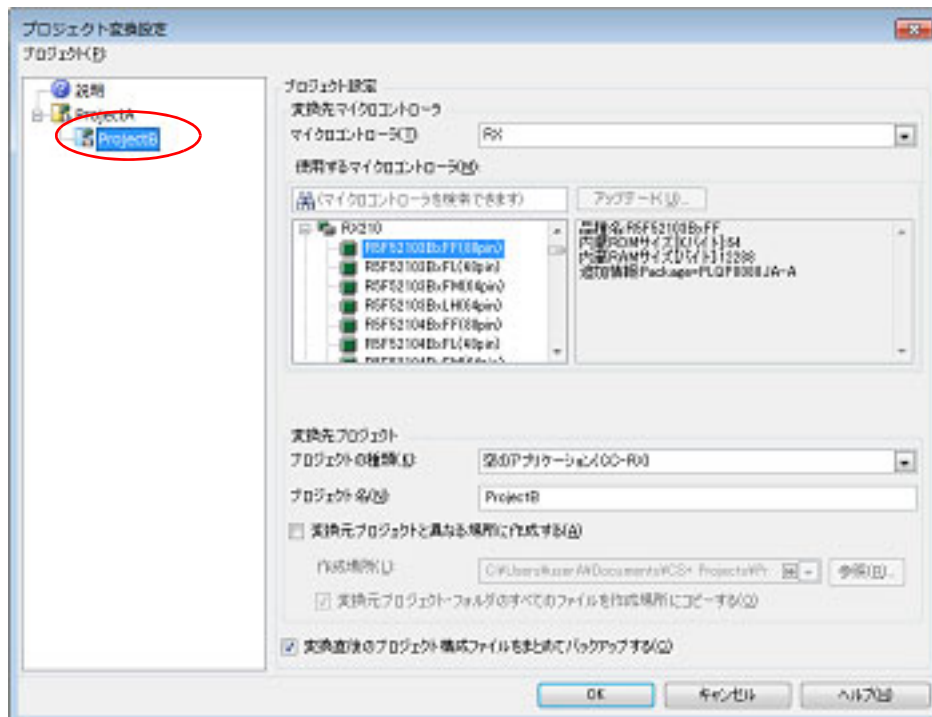 プロジェクト変換設定
プロジェクト(P)
説明
ProjectA
ProjectB
プロジェクト設定
変換先マイクロコントローラ
マイクロコントローラ(T)
RX
使用するマイクロコントローラ(M):
(マイクロコントローラを検索できます)
アップデート(U)...
RX210
R5F52103BxFF(80pin)
R5F52103BxFL(48pin)
R5F52103BxFM(64pin)
R5F52103BxLH(64pin)
R5F52104BxFF(80pin)
R5F52104BxFL(48pin)
R5F52104BxFM(64pin)
品種名:R5F52103BxFF
内蔵ROMサイズ[Kバイト]:64
内蔵RAMサイズ[バイト]:12288
追加情報:Package=PLQP0080JA-A
変換先プロジェクト
プロジェクトの種類(K):
空のアプリケーション(CC-RX)
プロジェクト名(N):
ProjectB
変換元プロジェクトと異なる場所に作成する(A)
作成場所(L):
C:¥Users¥userA¥Documents¥CS+ Projects¥Pr
参照(R)...
変換元プロジェクト・フォルダのすべてのファイルを作成場所にコピーする(O)
変換直後のプロジェクト構成ファイルをまとめてバックアップする(C)
OK
キャンセル
ヘルプ(H)